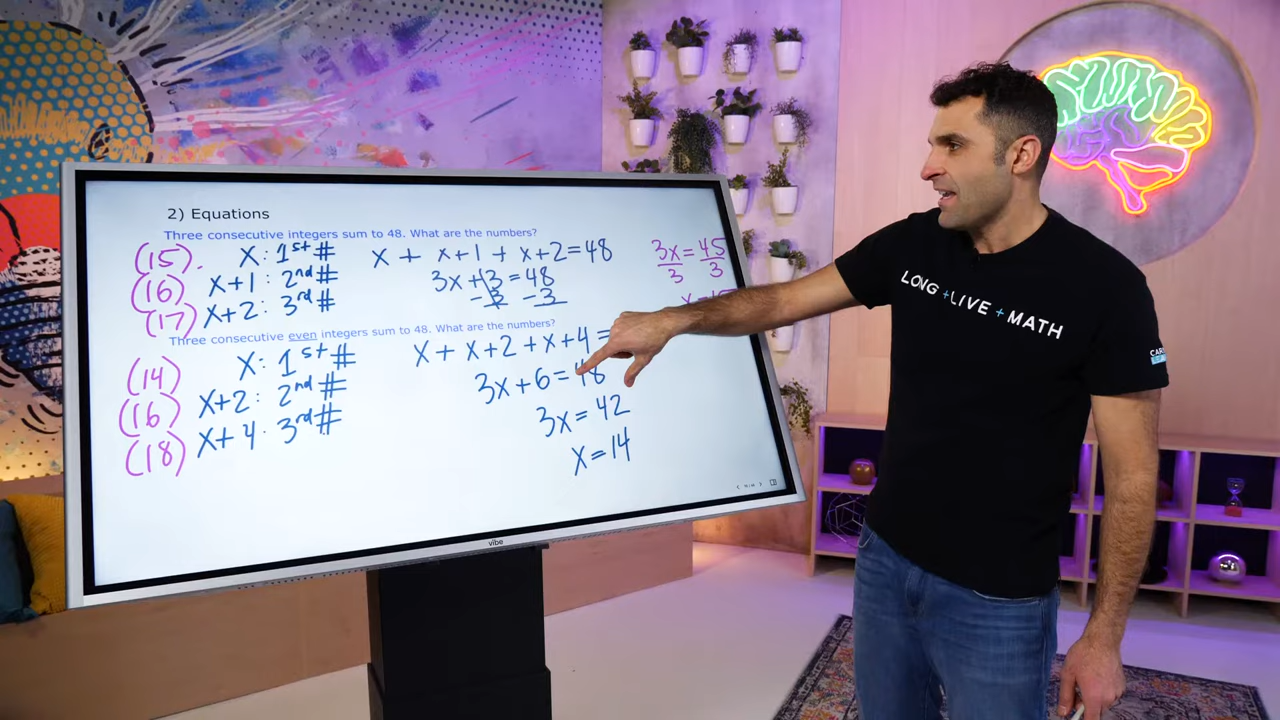 2) Equations
Three consecutive integers sum to 48. What are the numbers?
(15) X: 1st # X + X+1 + X+2 = 48 3x = 45
(16) X+1: 2nd # 3X+3 = 48 3 3
(17) X+2: 3rd # -3 -3
Three consecutive even integers sum to 48. What are the numbers?
(14) X: 1st # X + X+2 + X+4 =
(16) X+2: 2nd # 3X+6 = 48
(18) X+4: 3rd # 3X = 42
X=14
vibe
LONG + LIVE + MATH